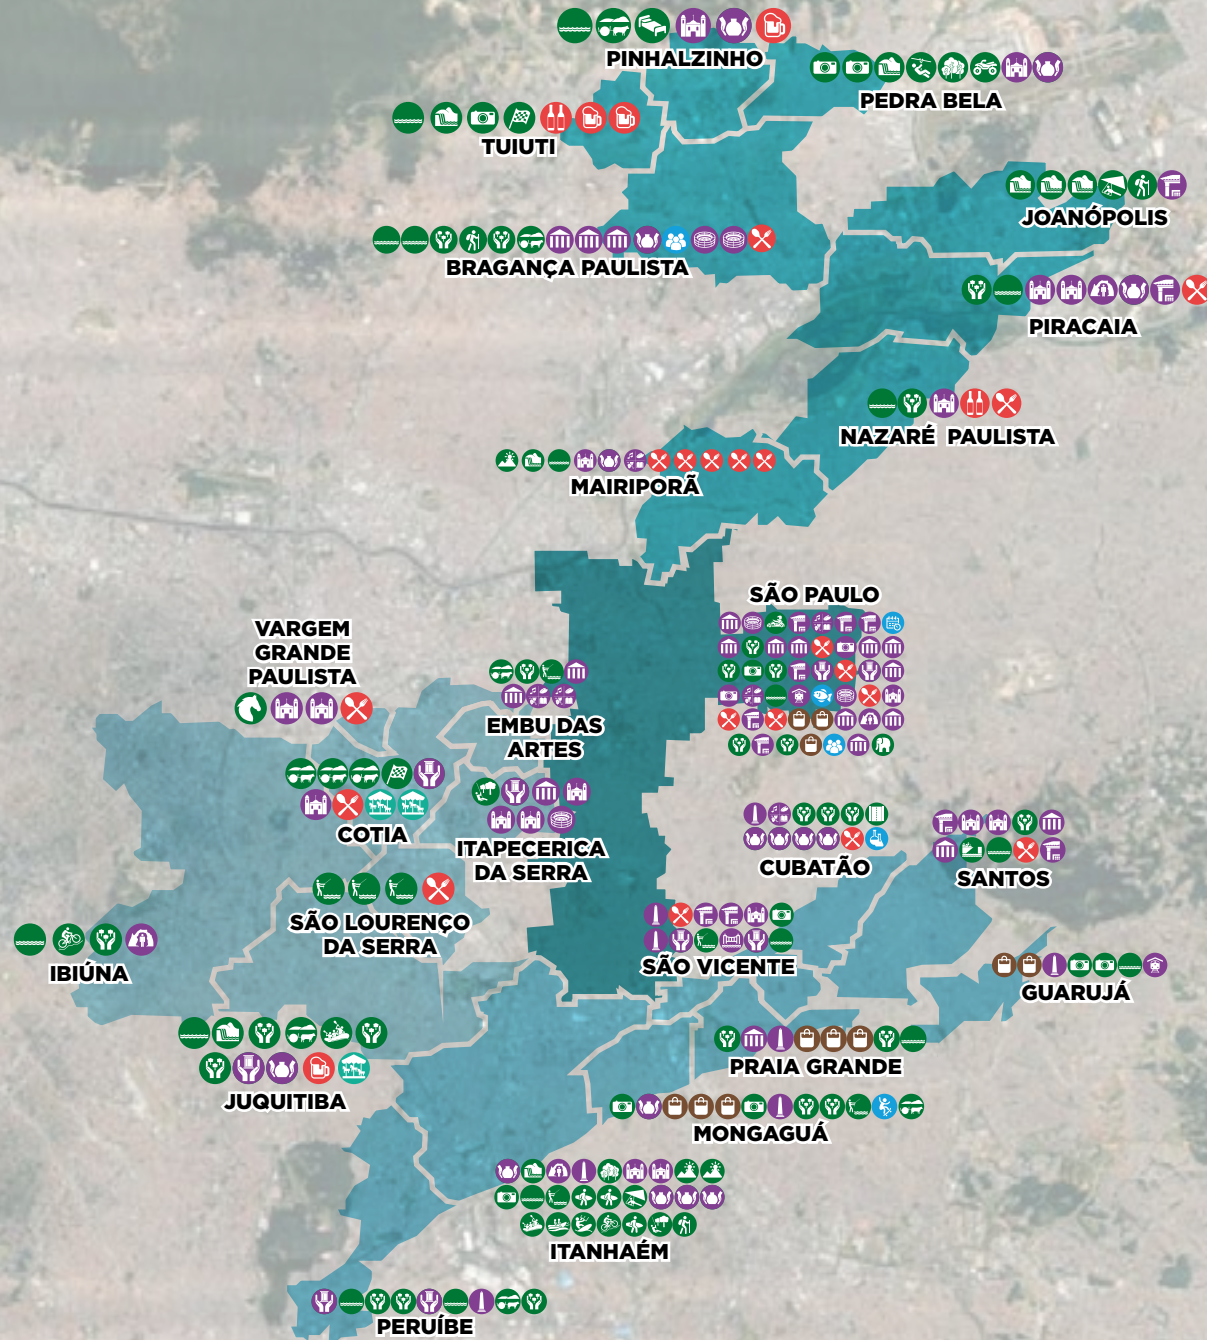 PINHALZINHO
PEDRA BELA
TUIUTI
JOANÓPOLIS
BRAGANÇA PAULISTA
PIRACAIA
NAZARÉ PAULISTA
MAIRIPORÃ
SÃO PAULO
VARGEM
GRANDE
PAULISTA
EMBU DAS
ARTES
COTIA
ITAPECERICA
DA SERRA
CUBATÃO
SANTOS
SÃO LOURENÇO
DA SERRA
IBIÚNA
SÃO VICENTE
GUARUJÁ
PRAIA GRANDE
JUQUITIBA
MONGAGUÁ
ITANHAÉM
PERUÍBE